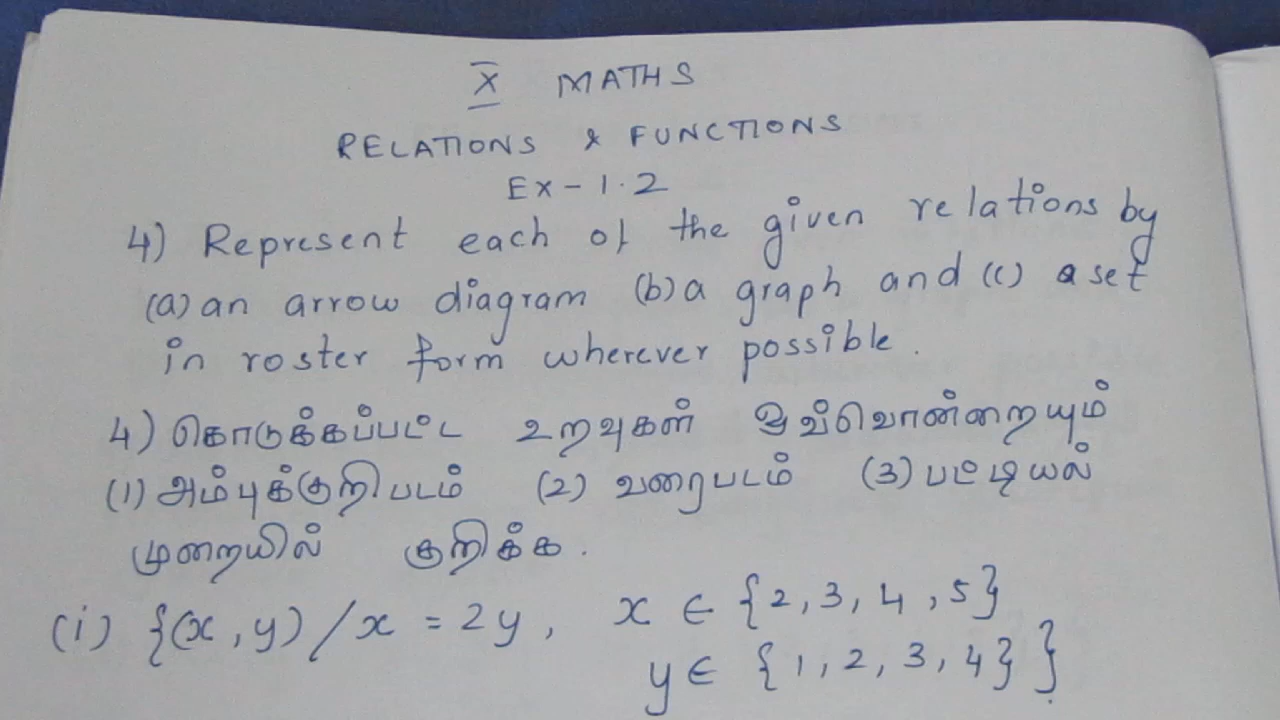 X MATHS
RELATIONS & FUNCTIONS
Ex - 1.2
4) Represent each of the given relations by
(a) an arrow diagram (b) a graph and (c) a set
in roster form wherever possible.
4) கொடுக்கப்பட்ட உறவுகள் ஒவ்வொன்றையும்
(1) அம்புக்குறி படம் (2) வரைபடம் (3) பட்டியல்
முறையில் குறிக்க.
(i) {(x, y) / x = 2y, x ∈ {2, 3, 4, 5}
y ∈ {1, 2, 3, 4} }